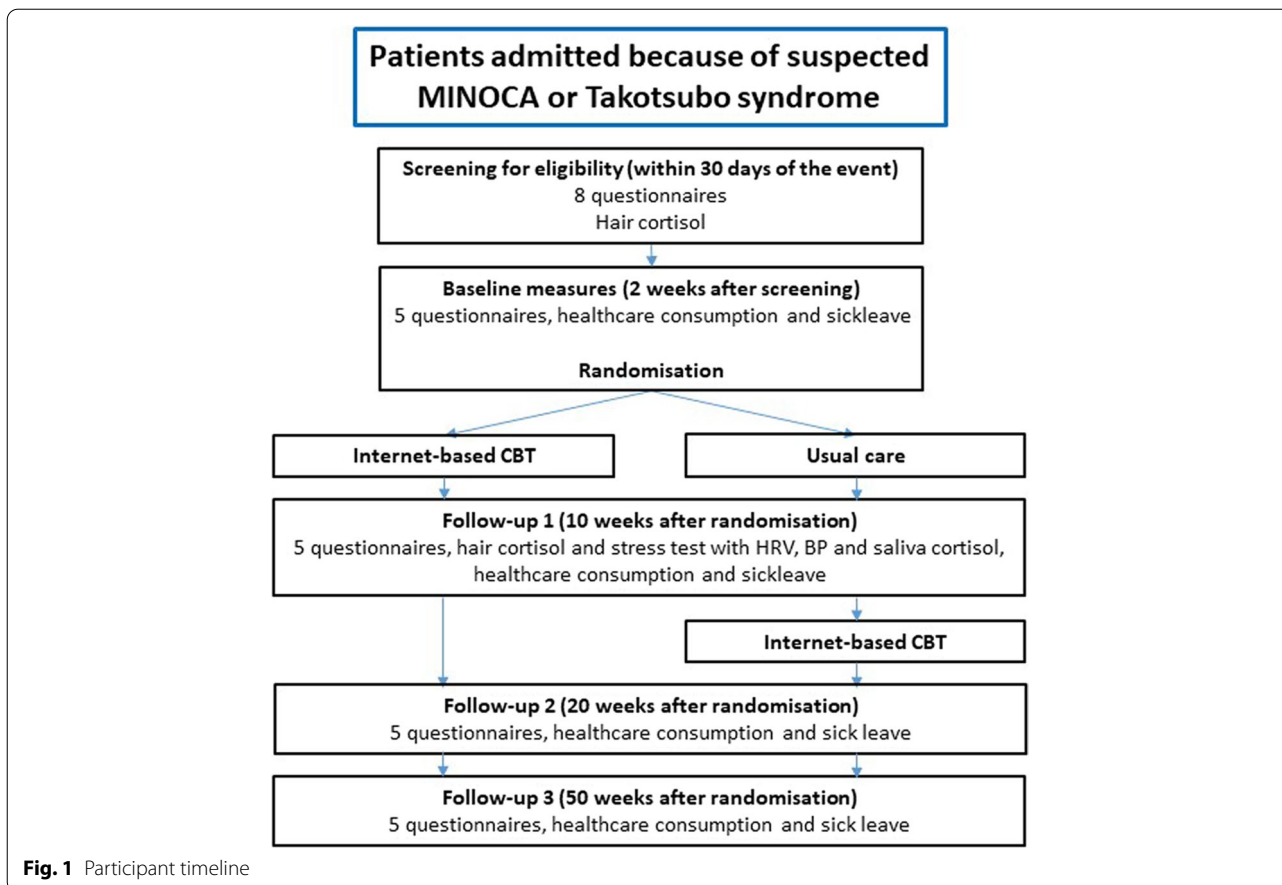 Patients admitted because of suspected
MINOCA or Takotsubo syndrome
Screening for eligibility (within 30 days of the event)
8 questionnaires
Hair cortisol
Baseline measures (2 weeks after screening)
5 questionnaires, healthcare consumption and sickleave
Randomisation
Internet-based CBT
Usual care
Follow-up 1 (10 weeks after randomisation)
5 questionnaires, hair cortisol and stress test with HRV, BP and saliva cortisol,
healthcare consumption and sickleave
Internet-based CBT
Follow-up 2 (20 weeks after randomisation)
5 questionnaires, healthcare consumption and sick leave
Follow-up 3 (50 weeks after randomisation)
5 questionnaires, healthcare consumption and sick leave
Fig. 1 Participant timeline